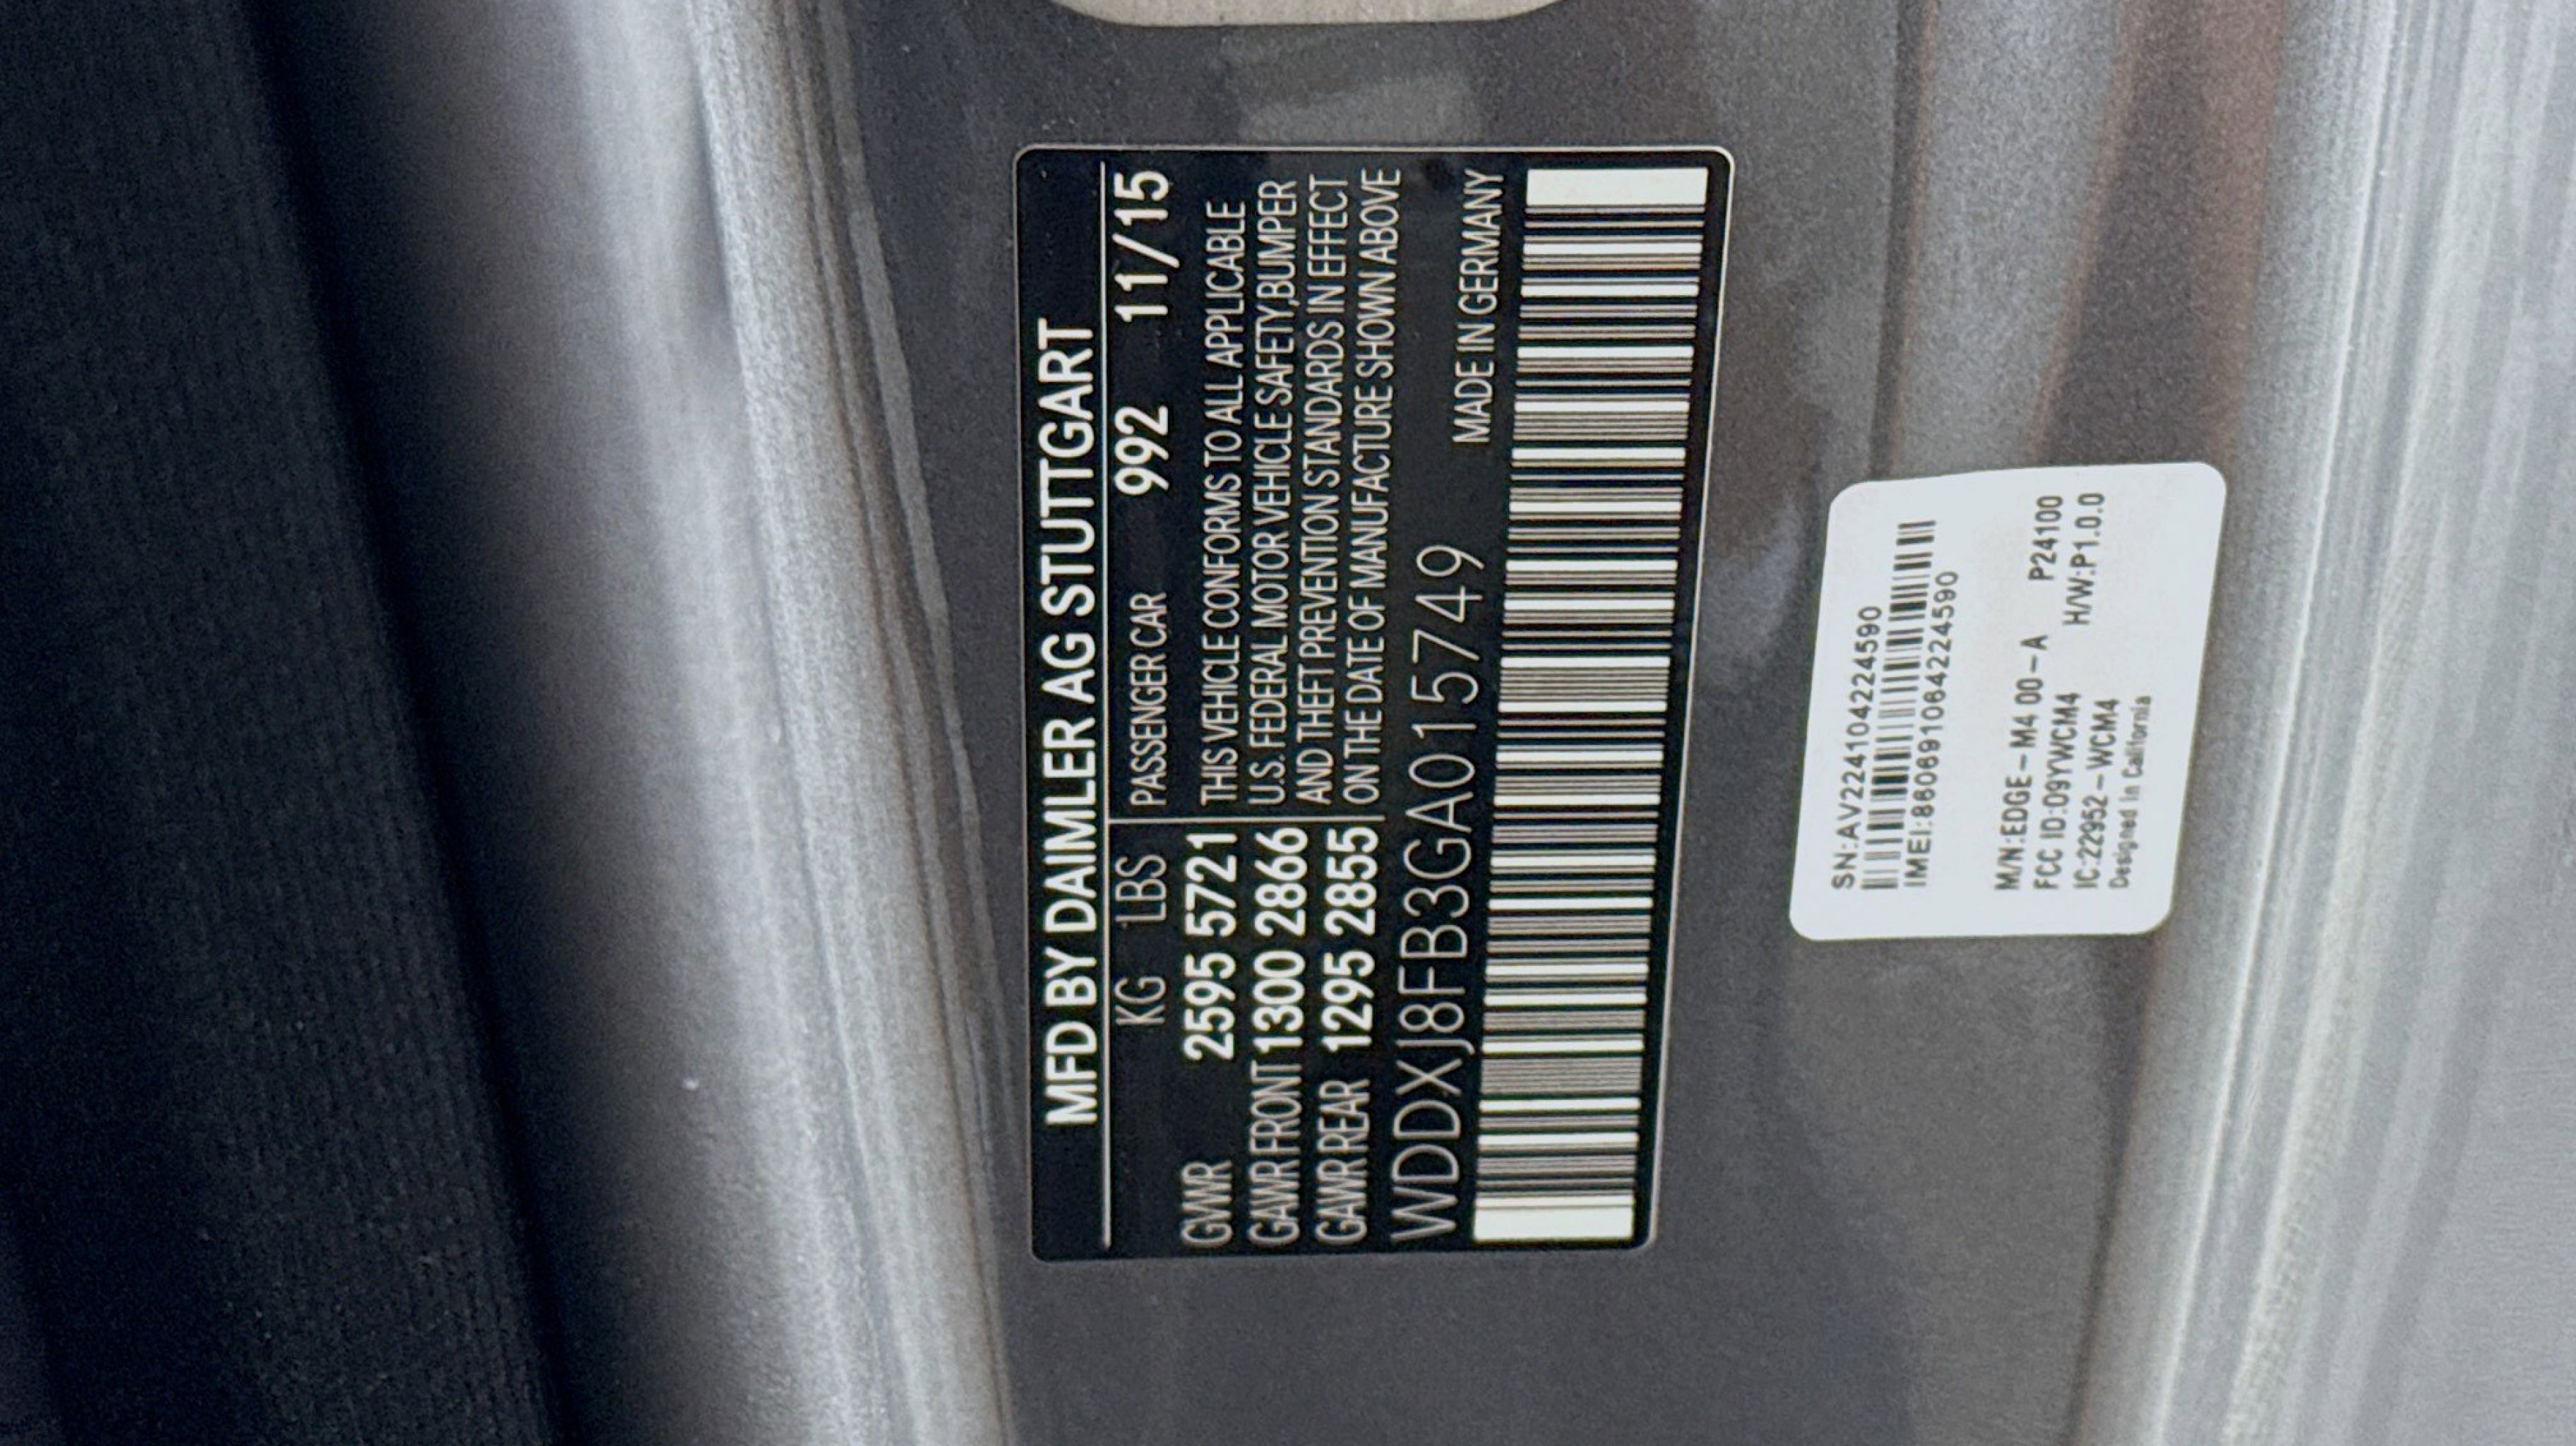 MFD BY DAIMLER AG STUTTGART
KG LBS PASSENGER CAR 992 11/15
GWR 2595 5721 THIS VEHICLE CONFORMS TO ALL APPLICABLE
GAWR FRONT 1300 2866 U.S. FEDERAL MOTOR VEHICLE SAFETY,BUMPER
GAWR REAR 1295 2855 AND THEFT PREVENTION STANDARDS IN EFFECT
ON THE DATE OF MANUFACTURE SHOWN ABOVE
WDDXJ8FB3GA015749 MADE IN GERMANY
SN:AV2241042224590
IMEI:860691064224590
M/N:EDGE-M4 00-A P24100
FCC ID:O9YWCM4 H/W:P1.0.0
IC:22952-WCM4
Designed in California